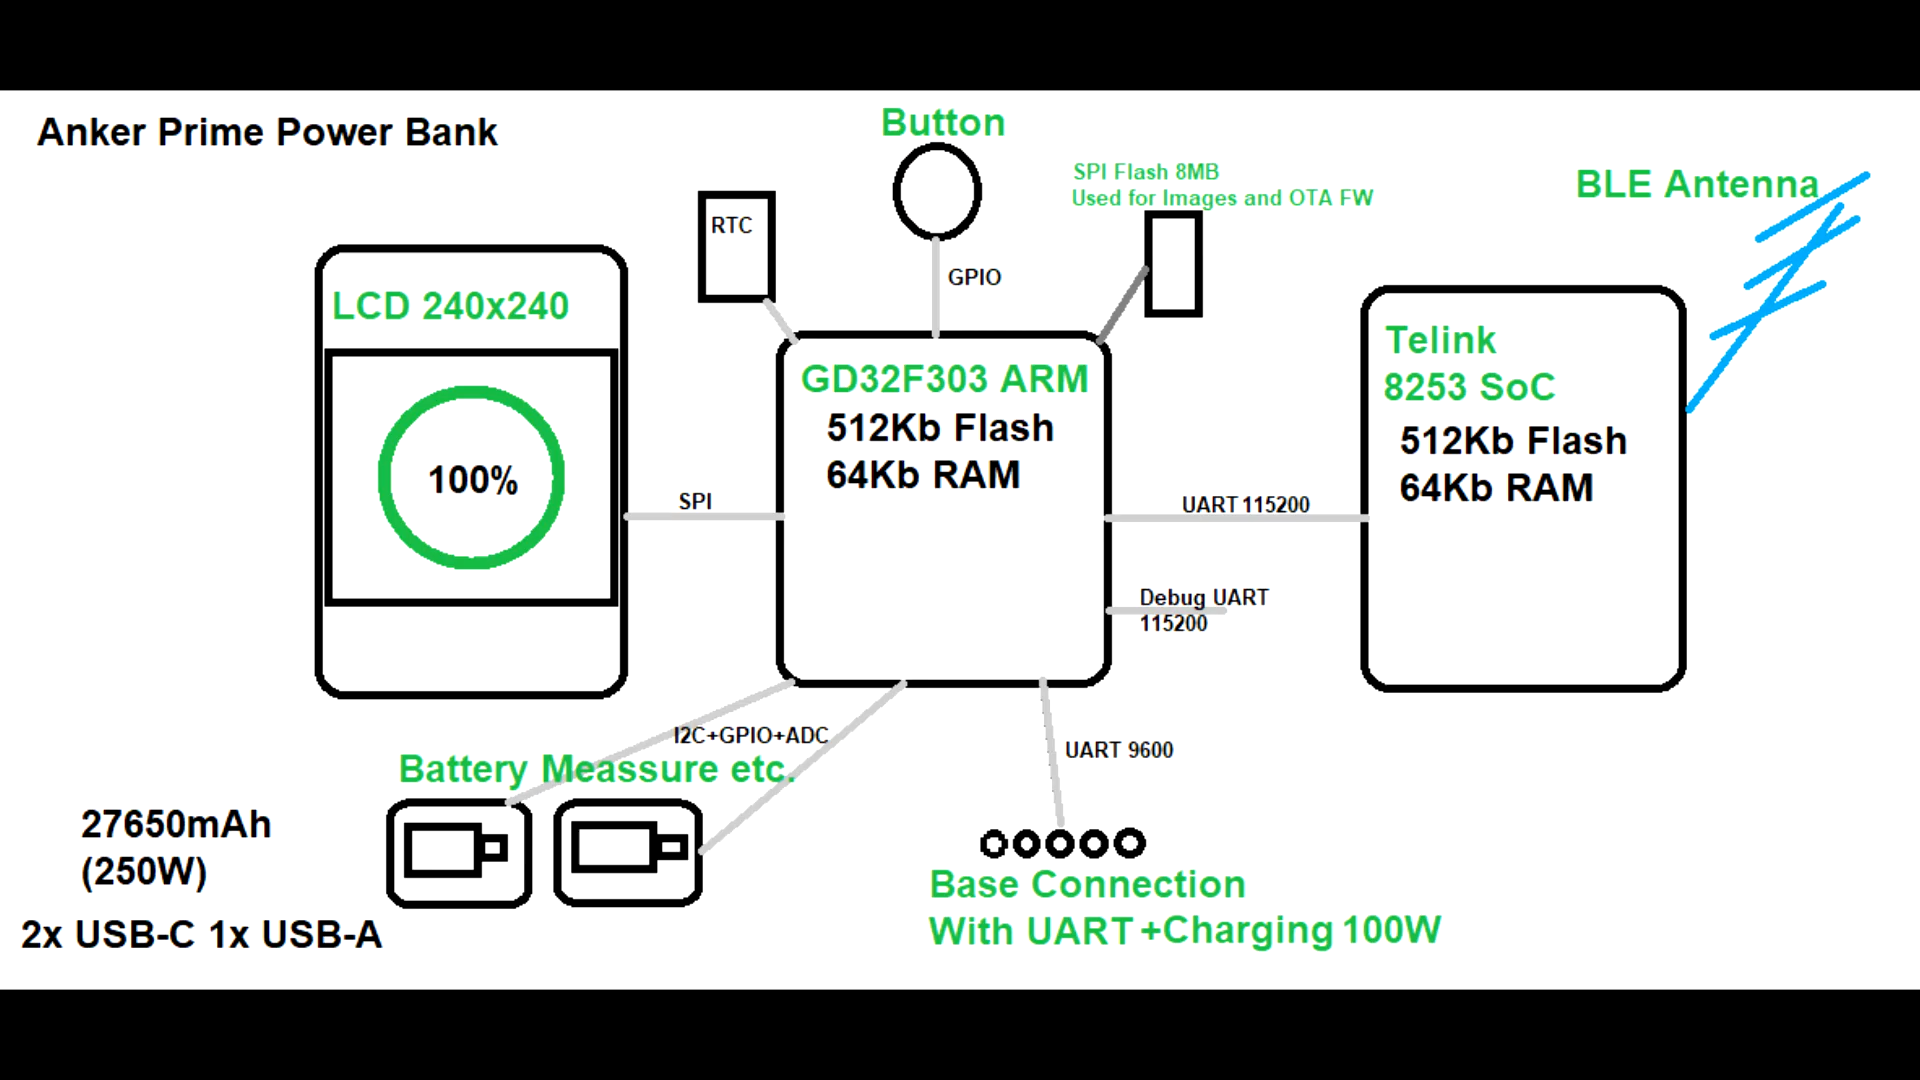 Anker Prime Power Bank
Button
SPI Flash 8MB
Used for Images and OTA FW
BLE Antenna
RTC
GPIO
LCD 240x240
100%
SPI
GD32F303 ARM
512Kb Flash
64Kb RAM
Telink
8253 SoC
512Kb Flash
64Kb RAM
UART 115200
Debug UART
115200
I2C+GPIO+ADC
Battery Meassure etc.
UART 9600
27650mAh
(250W)
2x USB-C 1x USB-A
Base Connection
With UART +Charging 100W